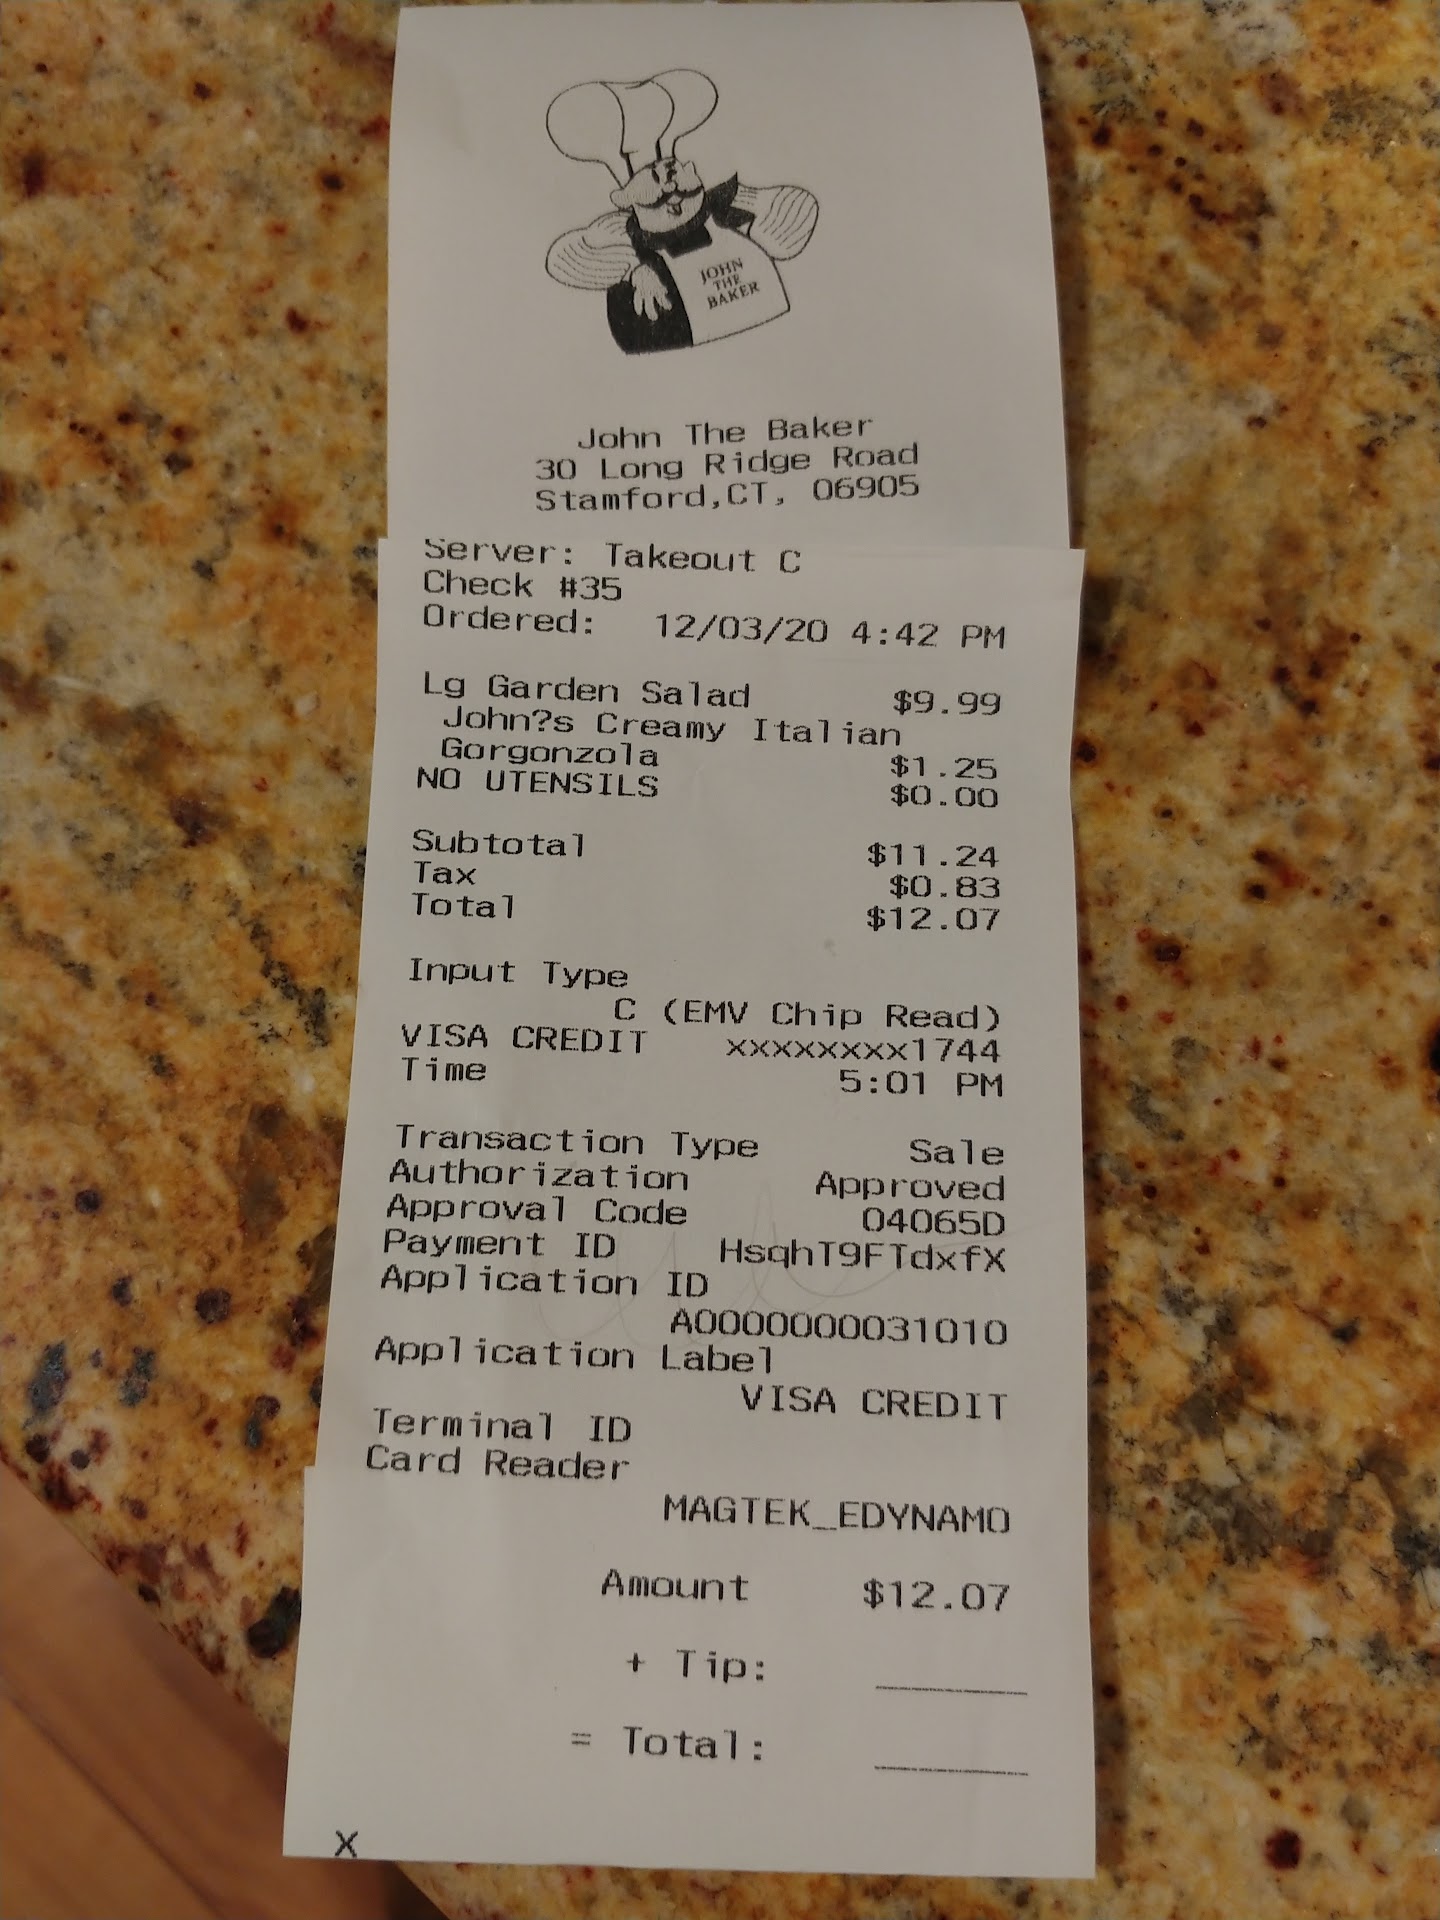 JOHN
THE
BAKER
John The Baker
30 Long Ridge Road
Stamford,CT, 06905
Server: Takeout C
Check #35
Ordered: 12/03/20 4:42 PM
Lg Garden Salad $9.99
John?s Creamy Italian
Gorgonzola $1.25
NO UTENSILS $0.00
Subtotal $11.24
Tax $0.83
Total $12.07
Input Type
C (EMV Chip Read)
VISA CREDIT xxxxxxxx1744
Time 5:01 PM
Transaction Type Sale
Authorization Approved
Approval Code 04065D
Payment ID HsqhT9FTdxfX
Application ID
A0000000031010
Application Label
VISA CREDIT
Terminal ID
Card Reader
MAGTEK_EDYNAMO
Amount $12.07
+ Tip:
= Total:
X